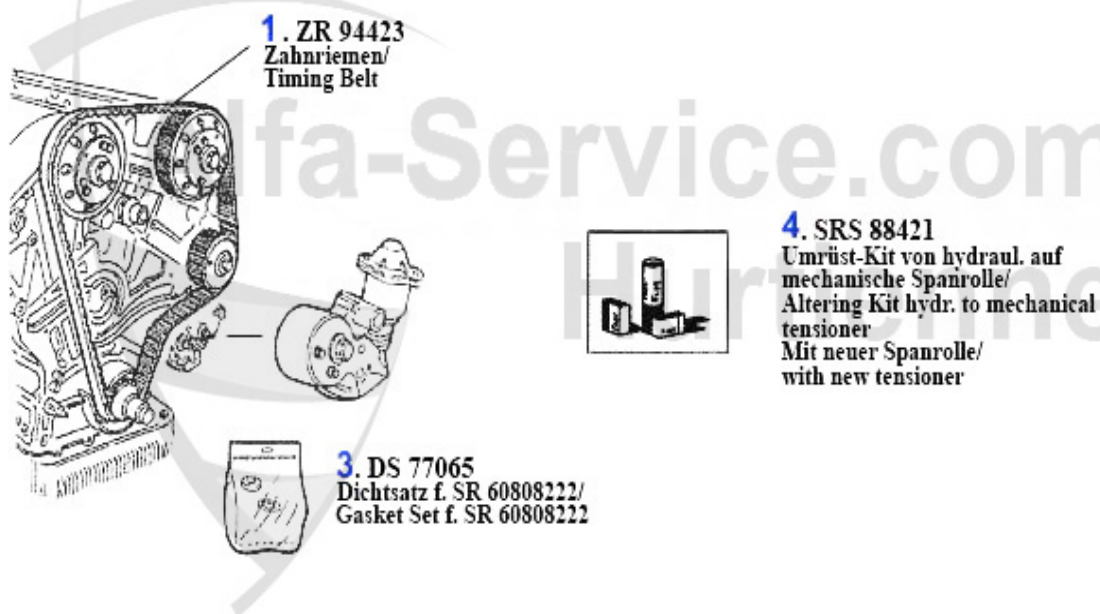 1. ZR 94423
Zahnriemen/
Timing Belt
lfa-Service.com
4. SRS 88421
Umrüst-Kit von hydraul. auf
mechanische Spanrolle/
Altering Kit hydr. to mechanical
tensioner
Mit neuer Spanrolle/
with new tensioner
3. DS 77065
Dichtsatz f. SR 60808222/
Gasket Set f. SR 60808222